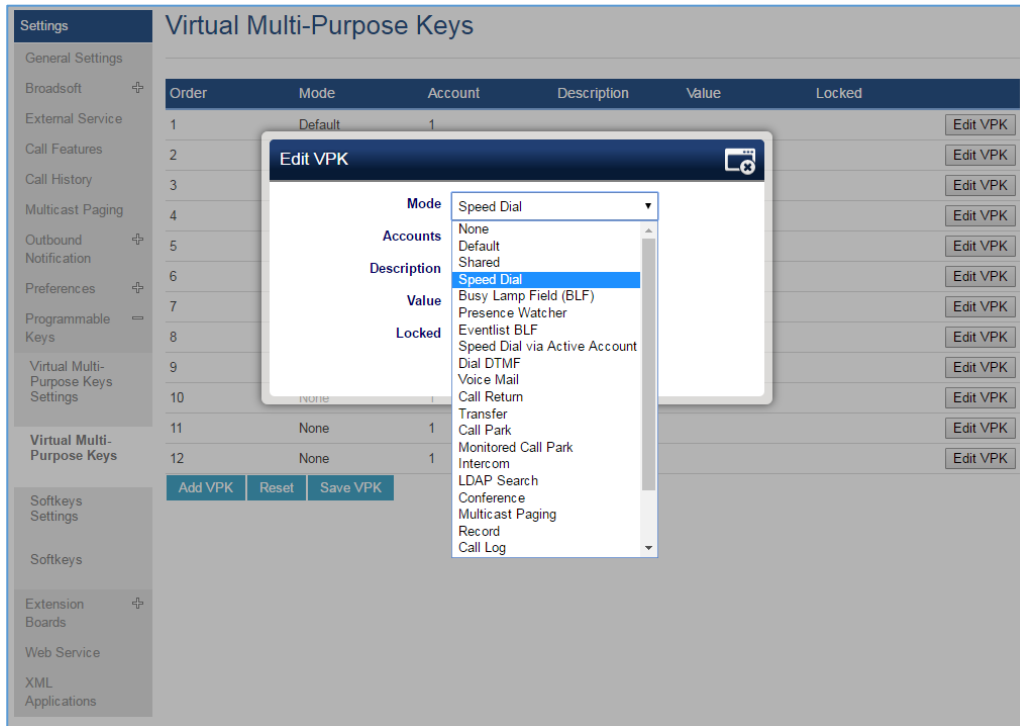 Settings
General Settings
Broadsoft
External Service
Call Features
Call History
Multicast Paging
Outbound
Notification
Preferences
Programmable
Keys
Virtual Multi-
Purpose Keys
Settings
Virtual Multi-
Purpose Keys
Softkeys
Settings
Softkeys
Extension
Boards
Web Service
XML
Applications
Virtual Multi-Purpose Keys
Order Mode Account Description Value Locked
1 Default 1 Edit VPK
2 Edit VPK
3 Edit VPK
4 Edit VPK
5 Edit VPK
6 Edit VPK
7 Edit VPK
8 Edit VPK
9 Edit VPK
10 None 1 Edit VPK
11 None 1 Edit VPK
12 None 1 Edit VPK
Add VPK Reset Save VPK
Edit VPK
Mode Speed Dial
Accounts
Description
Value
Locked
None
Default
Shared
Speed Dial
Busy Lamp Field (BLF)
Presence Watcher
Eventlist BLF
Speed Dial via Active Account
Dial DTMF
Voice Mail
Call Return
Transfer
Call Park
Monitored Call Park
Intercom
LDAP Search
Conference
Multicast Paging
Record
Call Log